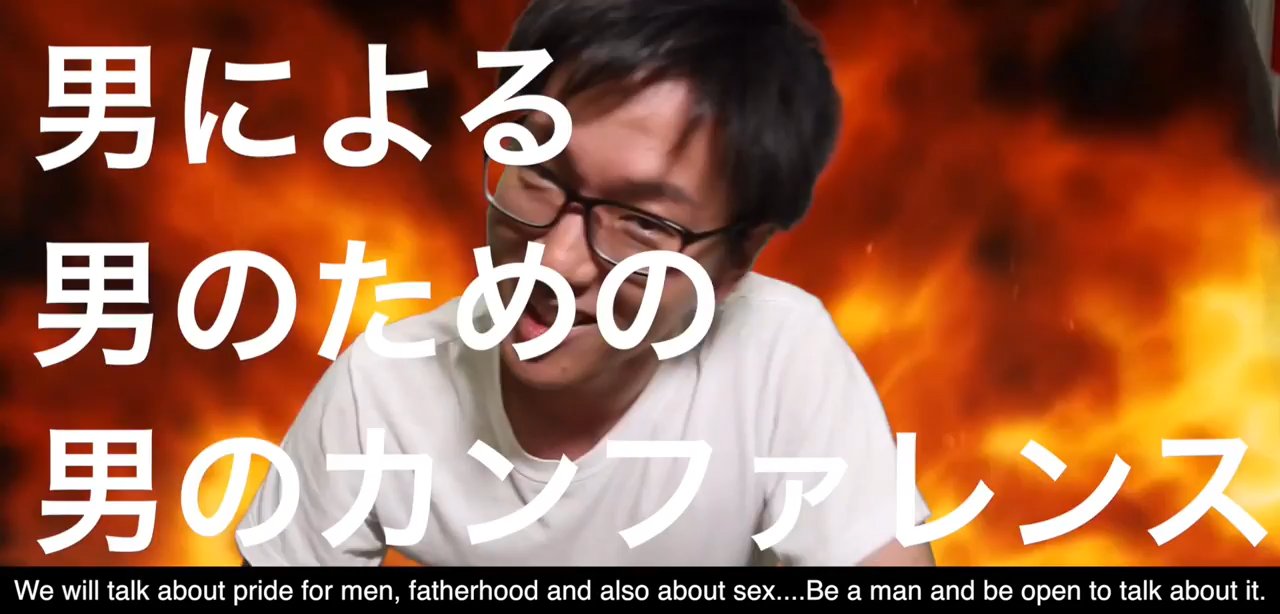 男による
男のための
男のカンファレンス
We will talk about pride for men, fatherhood and also about sex....Be a man and be open to talk about it.